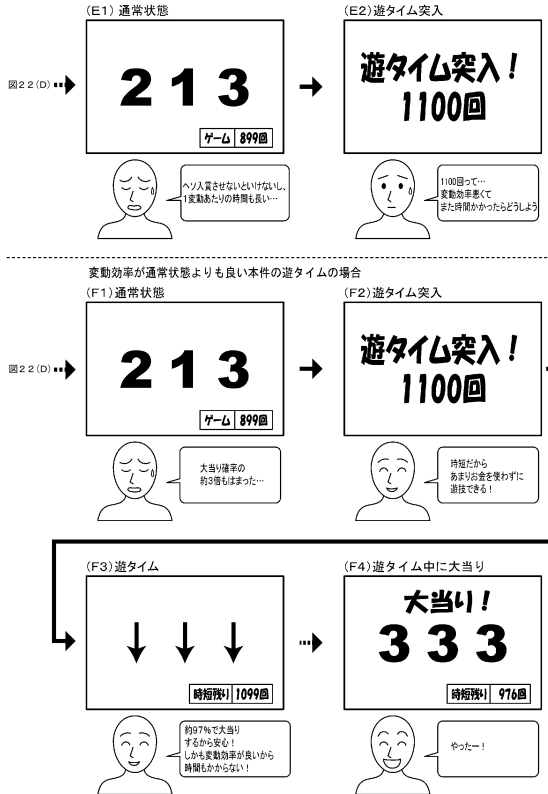 (E1)通常状態
(E2)遊タイム突入
図22(D)
2 1 3
ゲーム 899回
遊タイム突入!
1100回
ヘソ入賞させないといけないし、
1変動あたりの時間も長い…
1100回って…
変動効率悪くて
また時間かかったらどうしよう
変動効率が通常状態よりも良い本件の遊タイムの場合
(F1)通常状態
(F2)遊タイム突入
図22(D)
2 1 3
ゲーム 899回
遊タイム突入!
1100回
大当り確率の
約3倍もはまった…
時短だから
あまりお金を使わずに
遊技できる!
(F3)遊タイム
(F4)遊タイム中に大当り
↓ ↓ ↓
時短残り 1099回
大当り!
3 3 3
時短残り 976回
約97%で大当り
するから安心!
しかも変動効率が良いから
時間もかからない!
やったー!